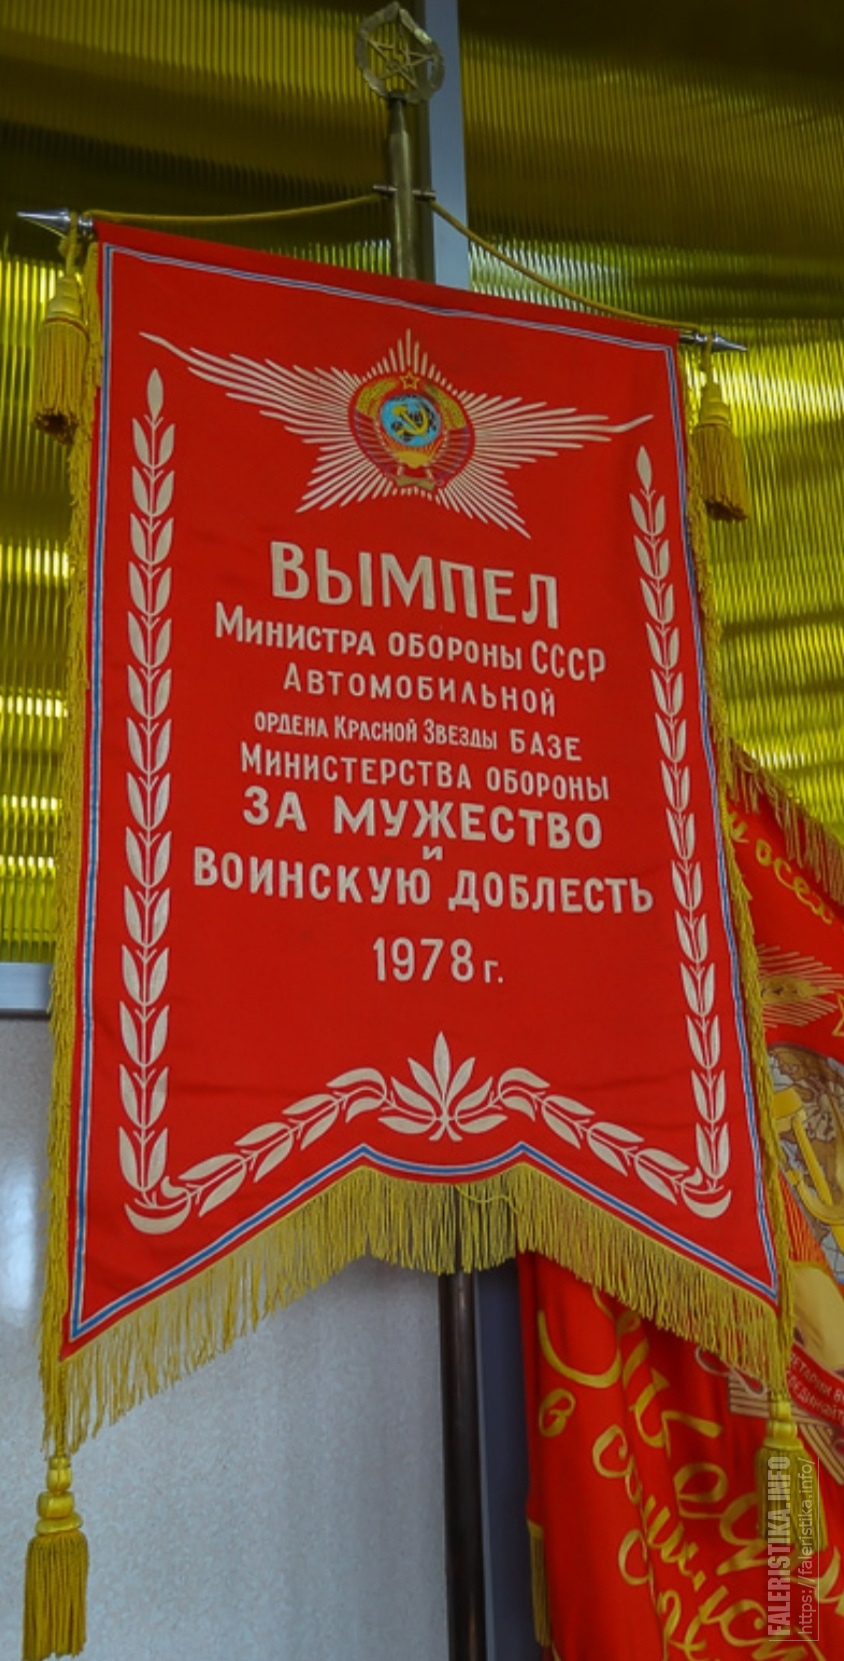 ВЫМПЕЛ
Министра обороны СССР
Автомобильной
ордена Красной Звезды БАЗЕ
Министерства обороны
ЗА МУЖЕСТВО
и
ВОИНСКУЮ ДОБЛЕСТЬ
1978 г.
в
FALERISTIKA.INFO
https://faleristika.info/